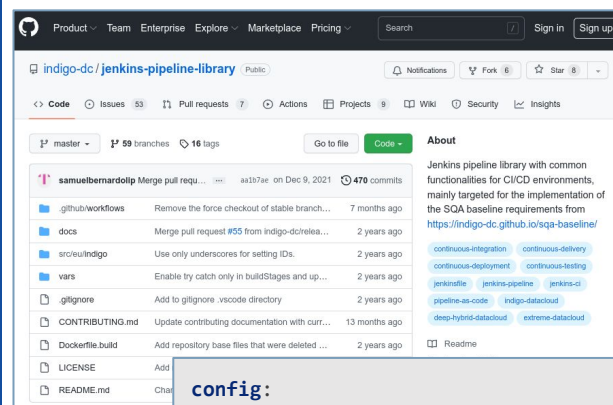 Product Team Enterprise Explore Marketplace Pricing Search / Sign in Sign up
indigo-dc / jenkins-pipeline-library Public Notifications Fork 6 Star 8
<> Code Issues 53 Pull requests 7 Actions Projects 9 Wiki Security Insights
master 59 branches 16 tags Go to file Code
samuelbernardolip Merge pull requ... ... aa1b7ae on Dec 9, 2021 470 commits
.github/workflows Remove the force checkout of stable branch... 7 months ago
docs Merge pull request #55 from indigo-dc/relea... 2 years ago
src/eu/indigo Use only underscores for setting IDs. 2 years ago
vars Enable try catch only in buildStages and up... 2 years ago
.gitignore Add to gitignore .vscode directory 2 years ago
CONTRIBUTING.md Update contributing documentation with curr... 13 months ago
Dockerfile.build Add repository base files that were deleted ... 2 years ago
LICENSE Add
README.md
About
Jenkins pipeline library with common
functionalities for CI/CD environments,
mainly targeted for the implementation of
the SQA baseline requirements from
https://indigo-dc.github.io/sqa-baseline/
continuous-integration continuous-delivery
continuous-deployment continuous-testing
jenkinsfile jenkins-pipeline jenkins-ci
pipeline-as-code indigo-datacloud
deep-hybrid-datacloud extreme-datacloud
Readme
config: